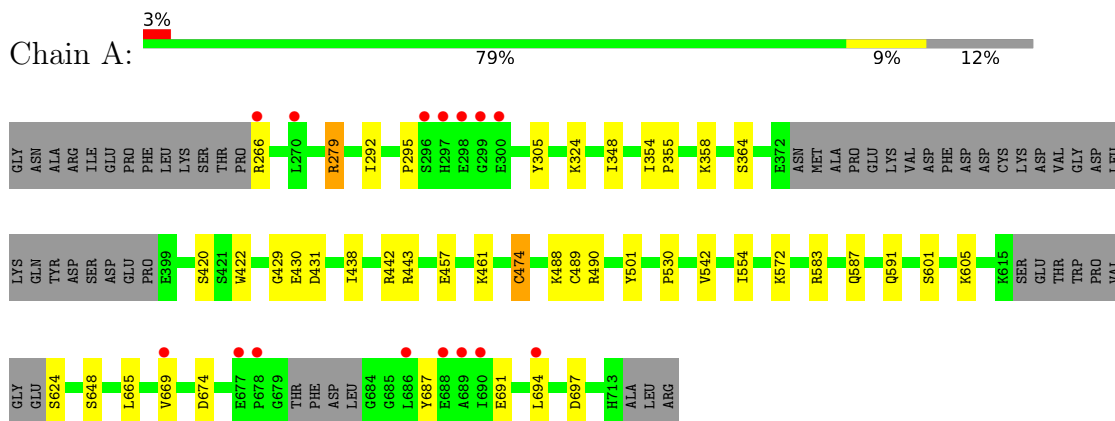 3%
Chain A:
79% 9% 12%
GLY ASN ALA ARG ILE GLU PRO PHE LEU LYS SER THR PRO R266 L270 R279 I292 P295 S296 H297 E298 G299 E300 Y305 K324 I348 I354 P355 K358 S364 E372 ASN MET ALA PRO GLU LYS VAL ASP PHE ASP ASP CYS LYS ASP VAL GLY ASP LEU
LYS GLN TYR ASP SER ASP GLU PRO E399 S420 S421 W422 G429 E430 D431 I438 R442 R443 E457 K461 C474 K488 C489 R490 Y501 P530 V542 I554 K572 R583 Q587 Q591 S601 K605 K615 SER GLU THR TRP PRO VAL
GLY GLU S624 S648 L665 V669 D674 E677 P678 G679 THR PHE ASP LEU G684 G685 L686 Y687 E688 A689 I690 E691 L694 D697 H713 ALA LEU ARG